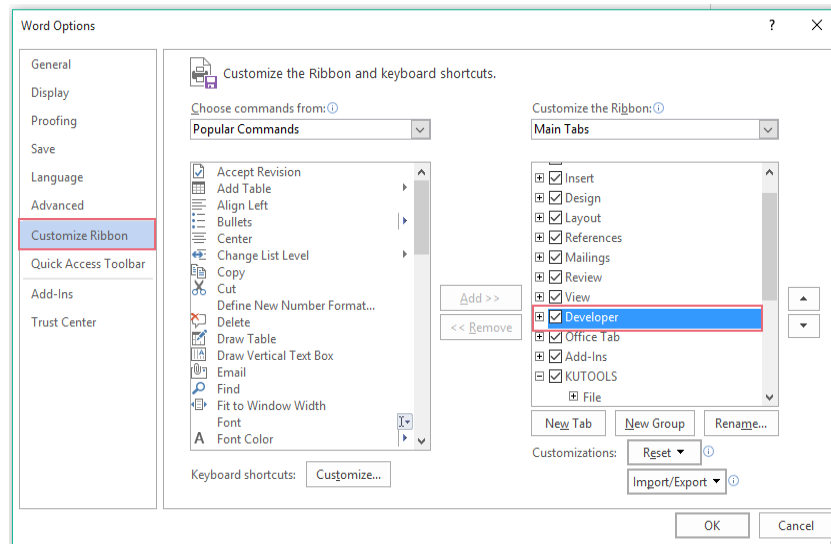 Word Options
?
General
Display
Proofing
Save
Language
Advanced
Customize Ribbon
Quick Access Toolbar
Add-Ins
Trust Center
Customize the Ribbon and keyboard shortcuts.
Choose commands from:
Popular Commands
Accept Revision
Add Table
Align Left
Bullets
Center
Change List Level
Copy
Cut
Define New Number Format...
Delete
Draw Table
Draw Vertical Text Box
Email
Find
Fit to Window Width
Font
Font Color
Keyboard shortcuts: Customize...
Add >>
<< Remove
Customize the Ribbon:
Main Tabs
Insert
Design
Layout
References
Mailings
Review
View
Developer
Office Tab
Add-Ins
KUTOOLS
File
New Tab New Group Rename...
Customizations: Reset
Import/Export
OK Cancel